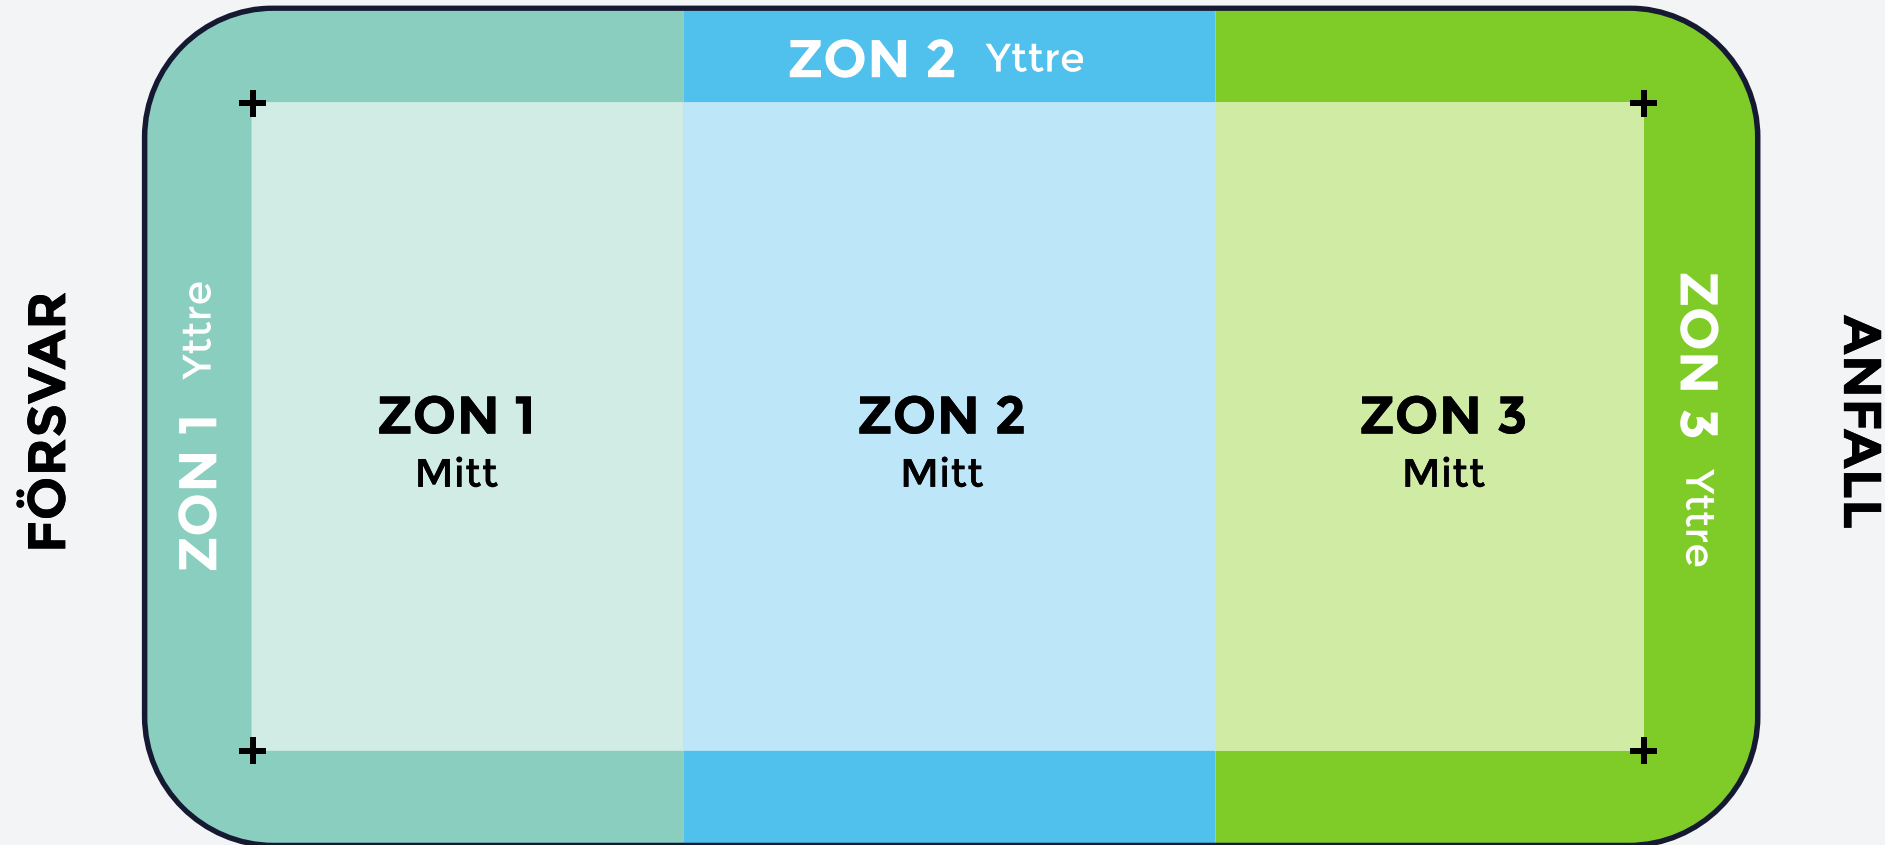 ZON 2 Yttre
FÖRSVAR
ZON 1 Yttre
ZON 1
Mitt
ZON 2
Mitt
ZON 3
Mitt
ZON 3 Yttre
ANFALL